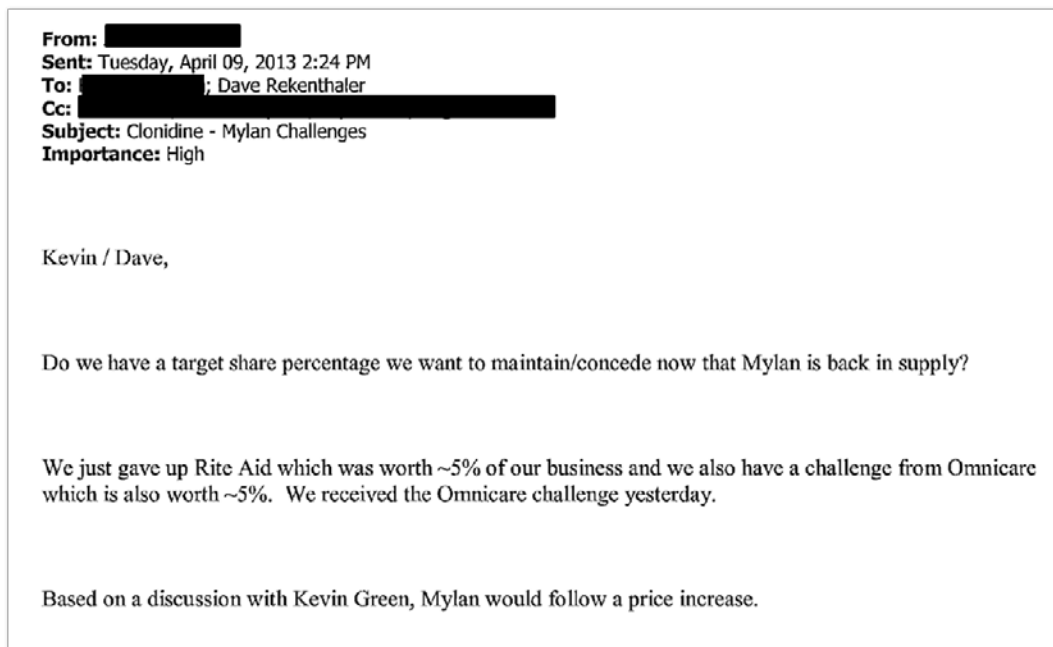 From:
Sent: Tuesday, April 09, 2013 2:24 PM
To: ; Dave Rekenthaler
Cc:
Subject: Clonidine - Mylan Challenges
Importance: High
Kevin / Dave,
Do we have a target share percentage we want to maintain/concede now that Mylan is back in supply?
We just gave up Rite Aid which was worth ~5% of our business and we also have a challenge from Omnicare
which is also worth ~5%.  We received the Omnicare challenge yesterday.
Based on a discussion with Kevin Green, Mylan would follow a price increase.